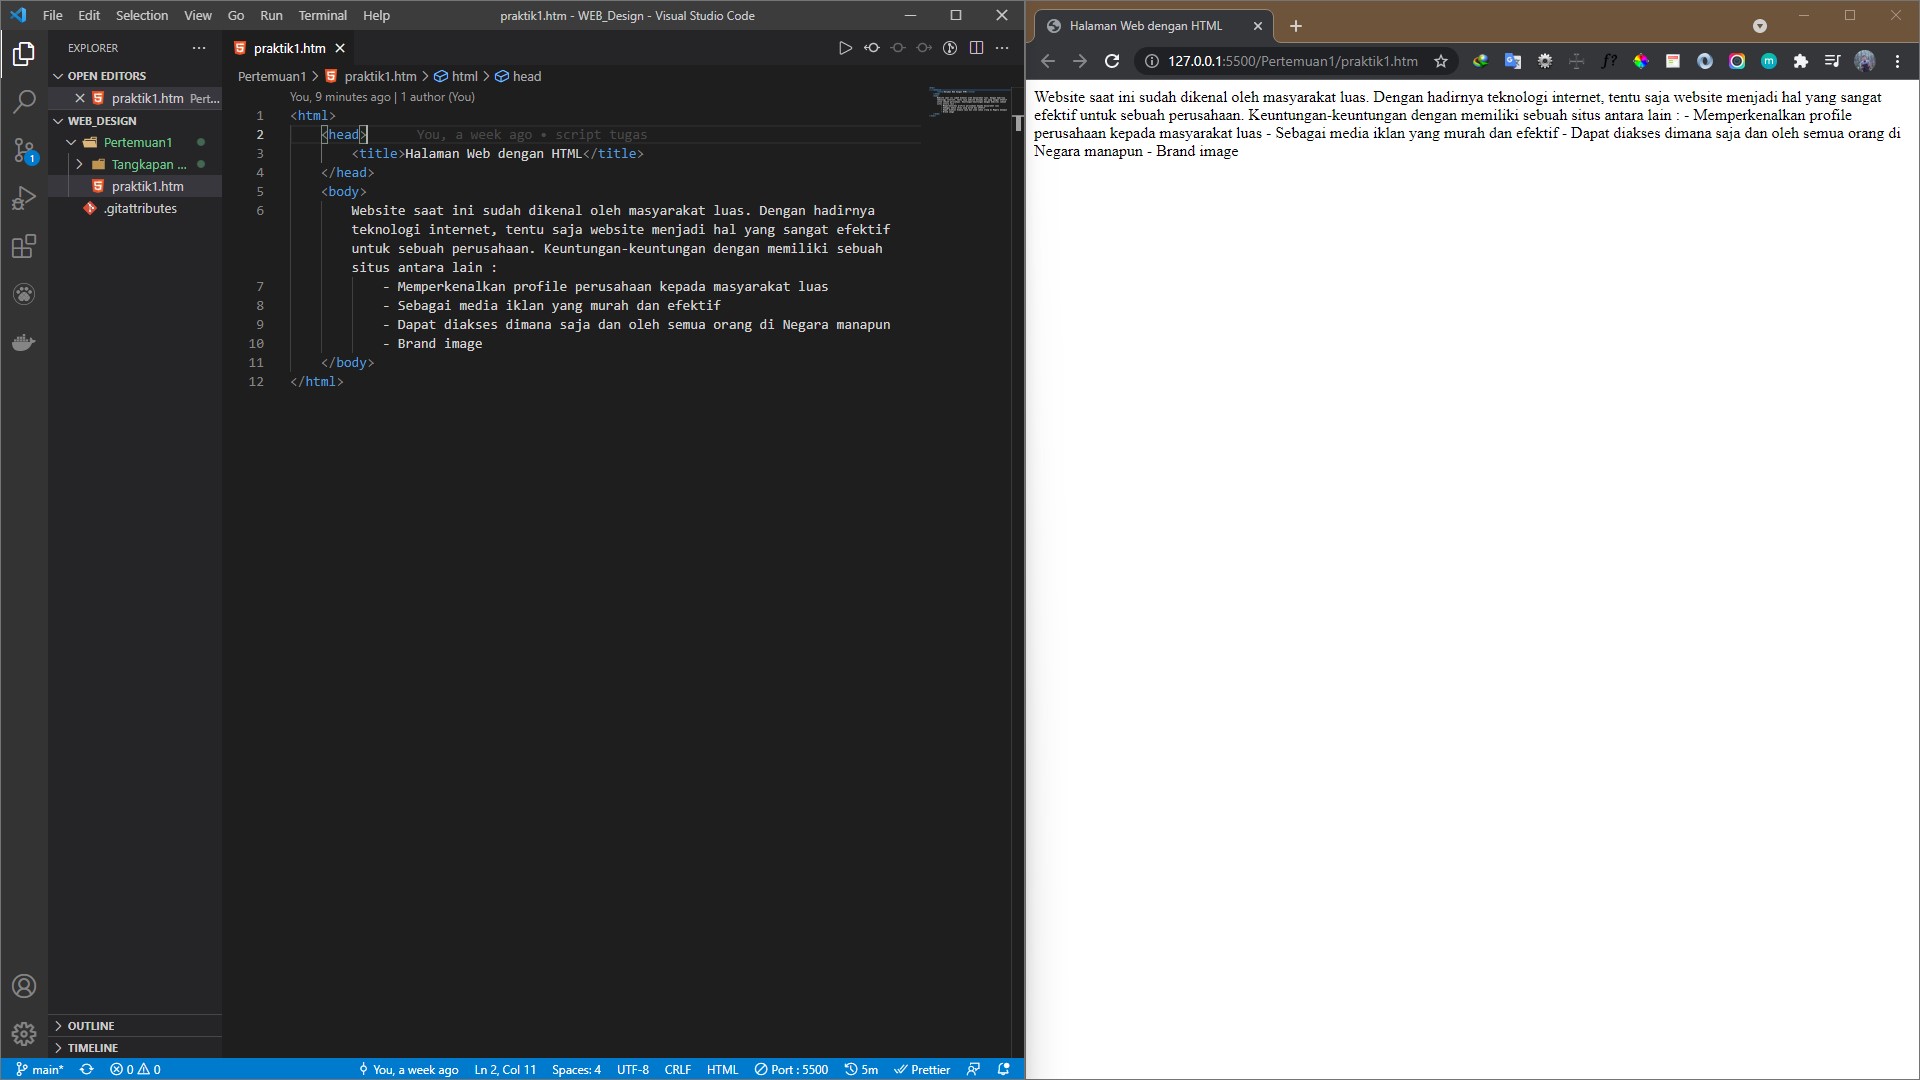 File Edit Selection View Go Run Terminal Help
praktik1.htm - WEB_Design - Visual Studio Code
EXPLORER
OPEN EDITORS
praktik1.htm Pert...
WEB_DESIGN
Pertemuan1
Tangkapan ...
praktik1.htm
.gitattributes
OUTLINE
TIMELINE
1
praktik1.htm
Pertemuan1 > praktik1.htm > html > head
You, 9 minutes ago | 1 author (You)
1 <html>
2 <head> You, a week ago • script tugas
3 <title>Halaman Web dengan HTML</title>
4 </head>
5 <body>
6 Website saat ini sudah dikenal oleh masyarakat luas. Dengan hadirnya
teknologi internet, tentu saja website menjadi hal yang sangat efektif
untuk sebuah perusahaan. Keuntungan-keuntungan dengan memiliki sebuah
situs antara lain :
7 - Memperkenalkan profile perusahaan kepada masyarakat luas
8 - Sebagai media iklan yang murah dan efektif
9 - Dapat diakses dimana saja dan oleh semua orang di Negara manapun
10 - Brand image
11 </body>
12 </html>
main* 0 0 You, a week ago Ln 2, Col 11 Spaces: 4 UTF-8 CRLF HTML Port : 5500 5m Prettier
Halaman Web dengan HTML
127.0.0.1:5500/Pertemuan1/praktik1.htm
f?
m
Website saat ini sudah dikenal oleh masyarakat luas. Dengan hadirnya teknologi internet, tentu saja website menjadi hal yang sangat
efektif untuk sebuah perusahaan. Keuntungan-keuntungan dengan memiliki sebuah situs antara lain : - Memperkenalkan profile
perusahaan kepada masyarakat luas - Sebagai media iklan yang murah dan efektif - Dapat diakses dimana saja dan oleh semua orang di
Negara manapun - Brand image